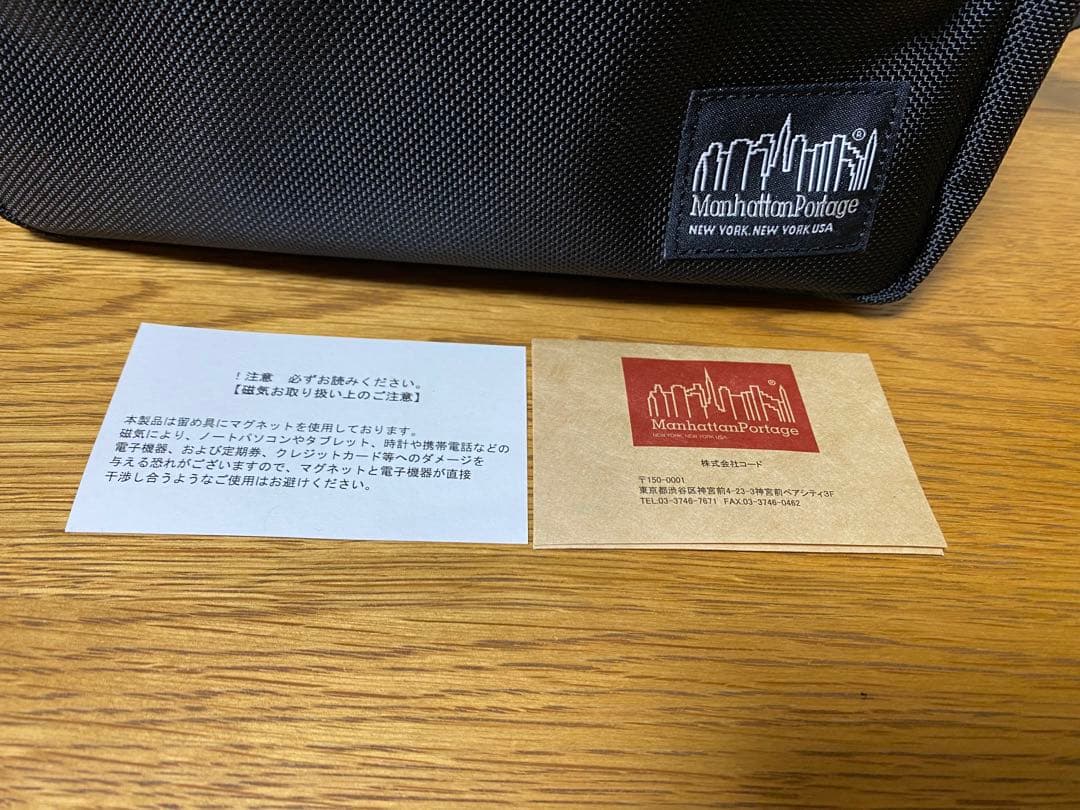 ®
Manhattan Portage
NEW YORK. NEW YORK USA
！注意　必ずお読みください。
【磁気お取り扱い上のご注意】
本製品は留め具にマグネットを使用しております。
磁気により、ノートパソコンやタブレット、時計や携帯電話などの
電子機器、および定期券、クレジットカード等へのダメージを
与える恐れがございますので、マグネットと電子機器が直接
干渉し合うようなご使用はお避けください。
®
Manhattan Portage
NEW YORK. NEW YORK USA
株式会社コード
〒150-0001
東京都渋谷区神宮前4-23-3神宮前ペアシティ3F
TEL.03-3746-7671 FAX.03-3746-0462